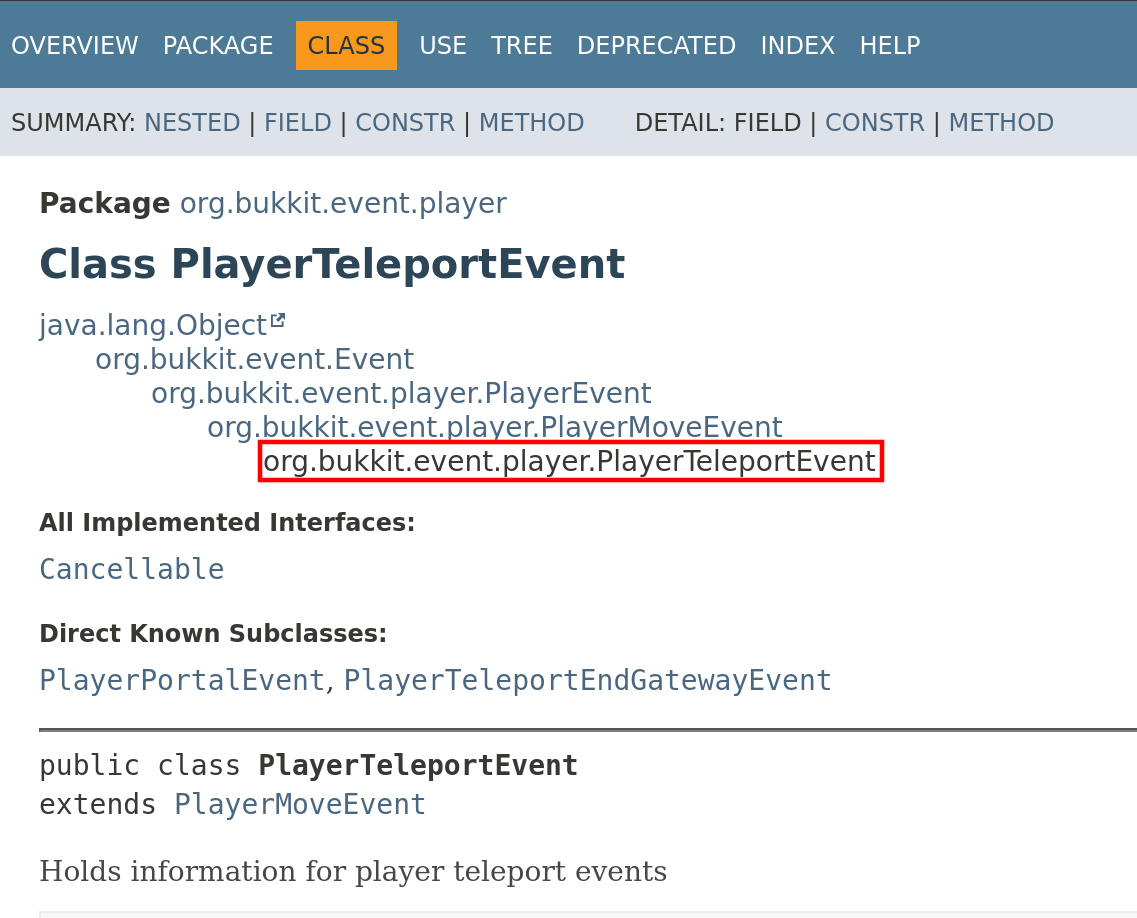 OVERVIEW PACKAGE CLASS USE TREE DEPRECATED INDEX HELP
SUMMARY: NESTED | FIELD | CONSTR | METHOD DETAIL: FIELD | CONSTR | METHOD
Package org.bukkit.event.player
Class PlayerTeleportEvent
java.lang.Object
org.bukkit.event.Event
org.bukkit.event.player.PlayerEvent
org.bukkit.event.player.PlayerMoveEvent
org.bukkit.event.player.PlayerTeleportEvent
All Implemented Interfaces:
Cancellable
Direct Known Subclasses:
PlayerPortalEvent, PlayerTeleportEndGatewayEvent
public class PlayerTeleportEvent
extends PlayerMoveEvent
Holds information for player teleport events